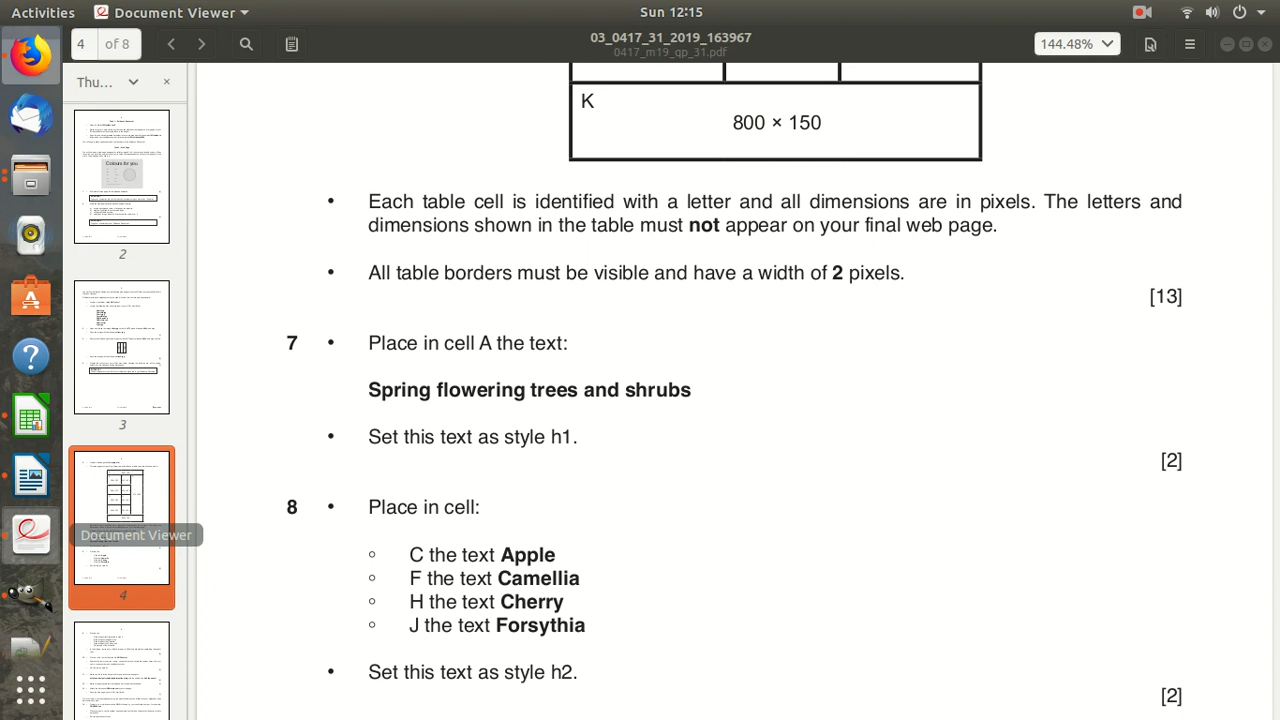 Activities
Document Viewer
Sun 12:15
4 of 8
03_0417_31_2019_163967
0417_m19_qp_31.pdf
144.48%
Thu...
2
3
4
Document Viewer
K
800 × 150
• Each table cell is identified with a letter and all dimensions are in pixels. The letters and
dimensions shown in the table must not appear on your final web page.
• All table borders must be visible and have a width of 2 pixels.
[13]
7 • Place in cell A the text:
Spring flowering trees and shrubs
• Set this text as style h1.
[2]
8 • Place in cell:
○ C the text Apple
○ F the text Camellia
○ H the text Cherry
○ J the text Forsythia
• Set this text as style h2.
[2]